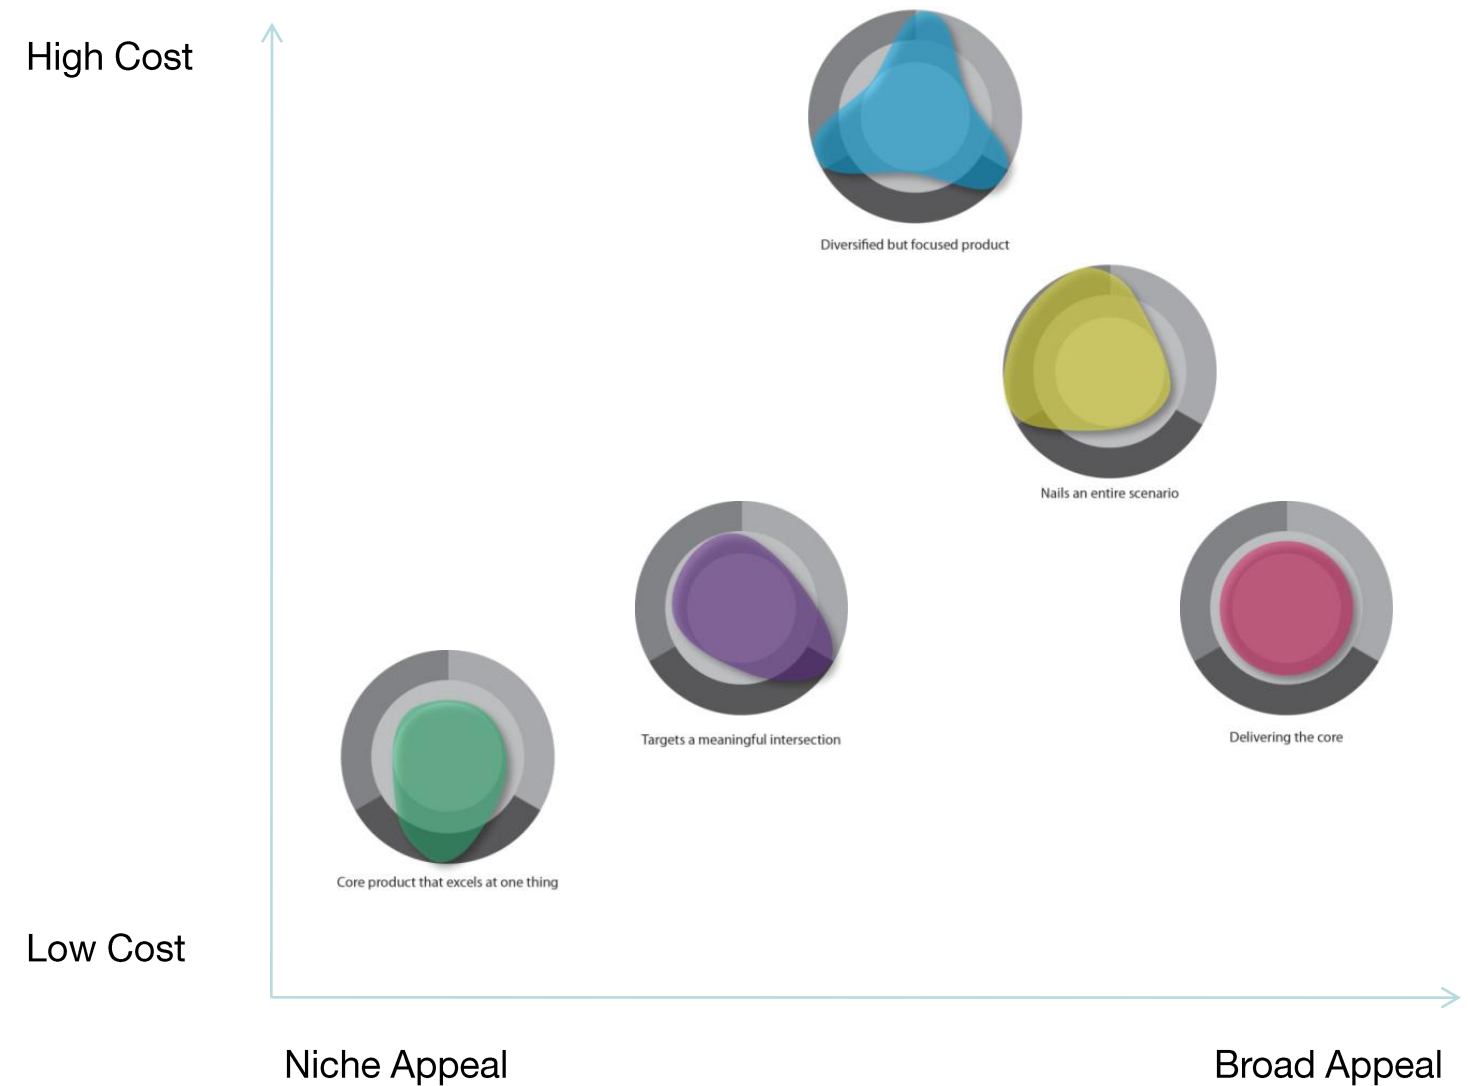 High Cost
Diversified but focused product
Nails an entire scenario
Targets a meaningful intersection
Delivering the core
Core product that excels at one thing
Low Cost
Niche Appeal
Broad Appeal